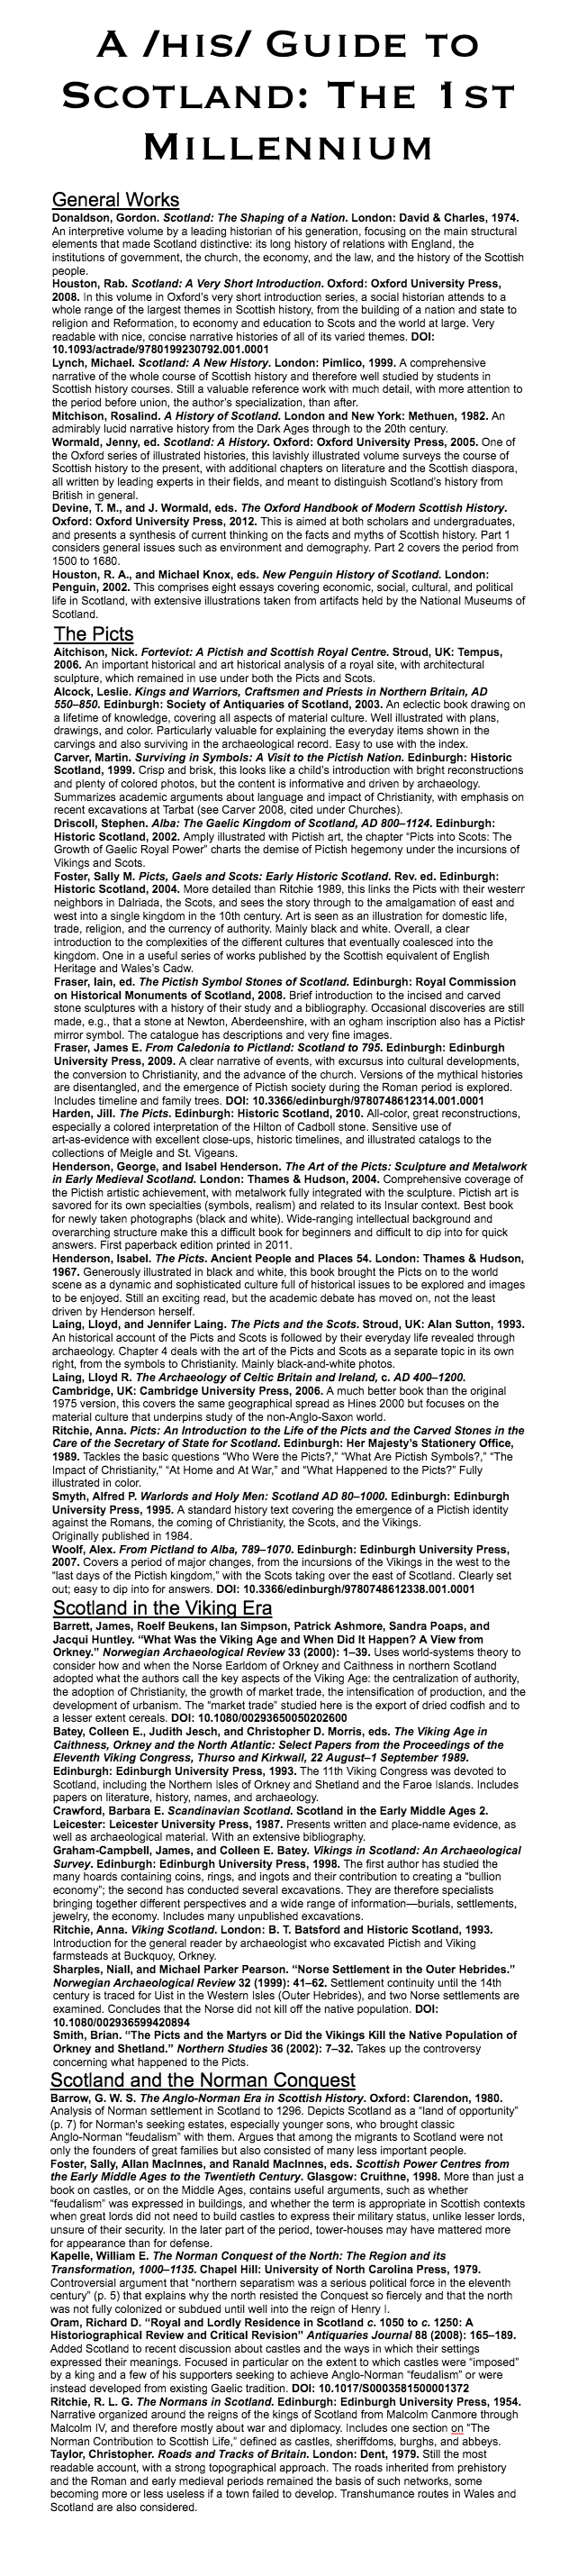 A /his/ Guide to
Scotland: The 1st
Millennium
General Works
Donaldson, Gordon. Scotland: The Shaping of a Nation. London: David & Charles, 1974.
An interpretive volume by a leading historian of his generation, focusing on the main structural
elements that made Scotland distinctive: its long history of relations with England, the
institutions of government, the church, the economy, and the law, and the history of the Scottish
people.
Houston, Rab. Scotland: A Very Short Introduction. Oxford: Oxford University Press,
2008. In this volume in Oxford's very short introduction series, a social historian attends to a
whole range of the largest themes in Scottish history, from the building of a nation and state to
religion and Reformation, to economy and education to Scots and the world at large. Very
readable with nice, concise narrative histories of all of its varied themes. DOI:
10.1093/actrade/9780199230792.001.0001
Lynch, Michael. Scotland: A New History. London: Pimlico, 1999. A comprehensive
narrative of the whole course of Scottish history and therefore well studied by students in
Scottish history courses. Still a valuable reference work with much detail, with more attention to
the period before union, the author's specialization, than after.
Mitchison, Rosalind. A History of Scotland. London and New York: Methuen, 1982. An
admirably lucid narrative history from the Dark Ages through to the 20th century.
Wormald, Jenny, ed. Scotland: A History. Oxford: Oxford University Press, 2005. One of
the Oxford series of illustrated histories, this lavishly illustrated volume surveys the course of
Scottish history to the present, with additional chapters on literature and the Scottish diaspora,
all written by leading experts in their fields, and meant to distinguish Scotland's history from
British in general.
Devine, T. M., and J. Wormald, eds. The Oxford Handbook of Modern Scottish History.
Oxford: Oxford University Press, 2012. This is aimed at both scholars and undergraduates,
and presents a synthesis of current thinking on the facts and myths of Scottish history. Part 1
considers general issues such as environment and demography. Part 2 covers the period from
1500 to 1680.
Houston, R. A., and Michael Knox, eds. New Penguin History of Scotland. London:
Penguin, 2002. This comprises eight essays covering economic, social, cultural, and political
life in Scotland, with extensive illustrations taken from artifacts held by the National Museums of
Scotland.
The Picts
Aitchison, Nick. Forteviot: A Pictish and Scottish Royal Centre. Stroud, UK: Tempus,
2006. An important historical and art historical analysis of a royal site, with architectural
sculpture, which remained in use under both the Picts and Scots.
Alcock, Leslie. Kings and Warriors, Craftsmen and Priests in Northern Britain, AD
550–850. Edinburgh: Society of Antiquaries of Scotland, 2003. An eclectic book drawing on
a lifetime of knowledge, covering all aspects of material culture. Well illustrated with plans,
drawings, and color. Particularly valuable for explaining the everyday items shown in the
carvings and also surviving in the archaeological record. Easy to use with the index.
Carver, Martin. Surviving in Symbols: A Visit to the Pictish Nation. Edinburgh: Historic
Scotland, 1999. Crisp and brisk, this looks like a child's introduction with bright reconstructions
and plenty of colored photos, but the content is informative and driven by archaeology.
Summarizes academic arguments about language and impact of Christianity, with emphasis on
recent excavations at Tarbat (see Carver 2008, cited under Churches).
Driscoll, Stephen. Alba: The Gaelic Kingdom of Scotland, AD 800–1124. Edinburgh:
Historic Scotland, 2002. Amply illustrated with Pictish art, the chapter "Picts into Scots: The
Growth of Gaelic Royal Power" charts the demise of Pictish hegemony under the incursions of
Vikings and Scots.
Foster, Sally M. Picts, Gaels and Scots: Early Historic Scotland. Rev. ed. Edinburgh:
Historic Scotland, 2004. More detailed than Ritchie 1989, this links the Picts with their western
neighbors in Dalriada, the Scots, and sees the story through to the amalgamation of east and
west into a single kingdom in the 10th century. Art is seen as an illustration for domestic life,
trade, religion, and the currency of authority. Mainly black and white. Overall, a clear
introduction to the complexities of the different cultures that eventually coalesced into the
kingdom. One in a useful series of works published by the Scottish equivalent of English
Heritage and Wales's Cadw.
Fraser, Iain, ed. The Pictish Symbol Stones of Scotland. Edinburgh: Royal Commission
on Historical Monuments of Scotland, 2008. Brief introduction to the incised and carved
stone sculptures with a history of their study and a bibliography. Occasional discoveries are still
made, e.g., that a stone at Newton, Aberdeenshire, with an ogham inscription also has a Pictish
mirror symbol. The catalogue has descriptions and very fine images.
Fraser, James E. From Caledonia to Pictland: Scotland to 795. Edinburgh: Edinburgh
University Press, 2009. A clear narrative of events, with excursus into cultural developments,
the conversion to Christianity, and the advance of the church. Versions of the mythical histories
are disentangled, and the emergence of Pictish society during the Roman period is explored.
Includes timeline and family trees. DOI: 10.3366/edinburgh/9780748612314.001.0001
Harden, Jill. The Picts. Edinburgh: Historic Scotland, 2010. All-color, great reconstructions,
especially a colored interpretation of the Hilton of Cadboll stone. Sensitive use of
art-as-evidence with excellent close-ups, historic timelines, and illustrated catalogs to the
collections of Meigle and St. Vigeans.
Henderson, George, and Isabel Henderson. The Art of the Picts: Sculpture and Metalwork
in Early Medieval Scotland. London: Thames & Hudson, 2004. Comprehensive coverage of
the Pictish artistic achievement, with metalwork fully integrated with the sculpture. Pictish art is
savored for its own specialties (symbols, realism) and related to its Insular context. Best book
for newly taken photographs (black and white). Wide-ranging intellectual background and
overarching structure make this a difficult book for beginners and difficult to dip into for quick
answers. First paperback edition printed in 2011.
Henderson, Isabel. The Picts. Ancient People and Places 54. London: Thames & Hudson,
1967. Generously illustrated in black and white, this book brought the Picts on to the world
scene as a dynamic and sophisticated culture full of historical issues to be explored and images
to be enjoyed. Still an exciting read, but the academic debate has moved on, not the least
driven by Henderson herself.
Laing, Lloyd, and Jennifer Laing. The Picts and the Scots. Stroud, UK: Alan Sutton, 1993.
An historical account of the Picts and Scots is followed by their everyday life revealed through
archaeology. Chapter 4 deals with the art of the Picts and Scots as a separate topic in its own
right, from the symbols to Christianity. Mainly black-and-white photos.
Laing, Lloyd R. The Archaeology of Celtic Britain and Ireland, c. AD 400–1200.
Cambridge, UK: Cambridge University Press, 2006. A much better book than the original
1975 version, this covers the same geographical spread as Hines 2000 but focuses on the
material culture that underpins study of the non-Anglo-Saxon world.
Ritchie, Anna. Picts: An Introduction to the Life of the Picts and the Carved Stones in the
Care of the Secretary of State for Scotland. Edinburgh: Her Majesty's Stationery Office,
1989. Tackles the basic questions "Who Were the Picts?," "What Are Pictish Symbols?," "The
Impact of Christianity," "At Home and At War," and "What Happened to the Picts?" Fully
illustrated in color.
Smyth, Alfred P. Warlords and Holy Men: Scotland AD 80–1000. Edinburgh: Edinburgh
University Press, 1995. A standard history text covering the emergence of a Pictish identity
against the Romans, the coming of Christianity, the Scots, and the Vikings.
Originally published in 1984.
Woolf, Alex. From Pictland to Alba, 789–1070. Edinburgh: Edinburgh University Press,
2007. Covers a period of major changes, from the incursions of the Vikings in the west to the
"last days of the Pictish kingdom," with the Scots taking over the east of Scotland. Clearly set
out; easy to dip into for answers. DOI: 10.3366/edinburgh/9780748612338.001.0001
Scotland in the Viking Era
Barrett, James, Roelf Beukens, Ian Simpson, Patrick Ashmore, Sandra Poaps, and
Jacqui Huntley. "What Was the Viking Age and When Did It Happen? A View from
Orkney." Norwegian Archaeological Review 33 (2000): 1–39. Uses world-systems theory to
consider how and when the Norse Earldom of Orkney and Caithness in northern Scotland
adopted what the authors call the key aspects of the Viking Age: the centralization of authority,
the adoption of Christianity, the growth of market trade, the intensification of production, and the
development of urbanism. The "market trade" studied here is the export of dried codfish and to
a lesser extent cereals. DOI: 10.1080/00293650050202600
Batey, Colleen E., Judith Jesch, and Christopher D. Morris, eds. The Viking Age in
Caithness, Orkney and the North Atlantic: Select Papers from the Proceedings of the
Eleventh Viking Congress, Thurso and Kirkwall, 22 August–1 September 1989.
Edinburgh: Edinburgh University Press, 1993. The 11th Viking Congress was devoted to
Scotland, including the Northern Isles of Orkney and Shetland and the Faroe Islands. Includes
papers on literature, history, names, and archaeology.
Crawford, Barbara E. Scandinavian Scotland. Scotland in the Early Middle Ages 2.
Leicester: Leicester University Press, 1987. Presents written and place-name evidence, as
well as archaeological material. With an extensive bibliography.
Graham-Campbell, James, and Colleen E. Batey. Vikings in Scotland: An Archaeological
Survey. Edinburgh: Edinburgh University Press, 1998. The first author has studied the
many hoards containing coins, rings, and ingots and their contribution to creating a "bullion
economy"; the second has conducted several excavations. They are therefore specialists
bringing together different perspectives and a wide range of information—burials, settlements,
jewelry, the economy. Includes many unpublished excavations.
Ritchie, Anna. Viking Scotland. London: B. T. Batsford and Historic Scotland, 1993.
Introduction for the general reader by archaeologist who excavated Pictish and Viking
farmsteads at Buckquoy, Orkney.
Sharples, Niall, and Michael Parker Pearson. "Norse Settlement in the Outer Hebrides."
Norwegian Archaeological Review 32 (1999): 41–62. Settlement continuity until the 14th
century is traced for Uist in the Western Isles (Outer Hebrides), and two Norse settlements are
examined. Concludes that the Norse did not kill off the native population. DOI:
10.1080/002936599420894
Smith, Brian. "The Picts and the Martyrs or Did the Vikings Kill the Native Population of
Orkney and Shetland." Northern Studies 36 (2002): 7–32. Takes up the controversy
concerning what happened to the Picts.
Scotland and the Norman Conquest
Barrow, G. W. S. The Anglo-Norman Era in Scottish History. Oxford: Clarendon, 1980.
Analysis of Norman settlement in Scotland to 1296. Depicts Scotland as a "land of opportunity"
(p. 7) for Norman's seeking estates, especially younger sons, who brought classic
Anglo-Norman "feudalism" with them. Argues that among the migrants to Scotland were not
only the founders of great families but also consisted of many less important people.
Foster, Sally, Allan MacInnes, and Ranald MacInnes, eds. Scottish Power Centres from
the Early Middle Ages to the Twentieth Century. Glasgow: Cruithne, 1998. More than just a
book on castles, or on the Middle Ages, contains useful arguments, such as whether
"feudalism" was expressed in buildings, and whether the term is appropriate in Scottish contexts
when great lords did not need to build castles to express their military status, unlike lesser lords,
unsure of their security. In the later part of the period, tower-houses may have mattered more
for appearance than for defense.
Kapelle, William E. The Norman Conquest of the North: The Region and its
Transformation, 1000–1135. Chapel Hill: University of North Carolina Press, 1979.
Controversial argument that "northern separatism was a serious political force in the eleventh
century" (p. 5) that explains why the north resisted the Conquest so fiercely and that the north
was not fully colonized or subdued until well into the reign of Henry I.
Oram, Richard D. "Royal and Lordly Residence in Scotland c. 1050 to c. 1250: A
Historiographical Review and Critical Revision" Antiquaries Journal 88 (2008): 165–189.
Added Scotland to recent discussion about castles and the ways in which their settings
expressed their meanings. Focused in particular on the extent to which castles were "imposed"
by a king and a few of his supporters seeking to achieve Anglo-Norman "feudalism" or were
instead developed from existing Gaelic tradition. DOI: 10.1017/S0003581500001372
Ritchie, R. L. G. The Normans in Scotland. Edinburgh: Edinburgh University Press, 1954.
Narrative organized around the reigns of the kings of Scotland from Malcolm Canmore through
Malcolm IV, and therefore mostly about war and diplomacy. Includes one section on "The
Norman Contribution to Scottish Life," defined as castles, sheriffdoms, burghs, and abbeys.
Taylor, Christopher. Roads and Tracks of Britain. London: Dent, 1979. Still the most
readable account, with a strong topographical approach. The roads inherited from prehistory
and the Roman and early medieval periods remained the basis of such networks, some
becoming more or less useless if a town failed to develop. Transhumance routes in Wales and
Scotland are also considered.